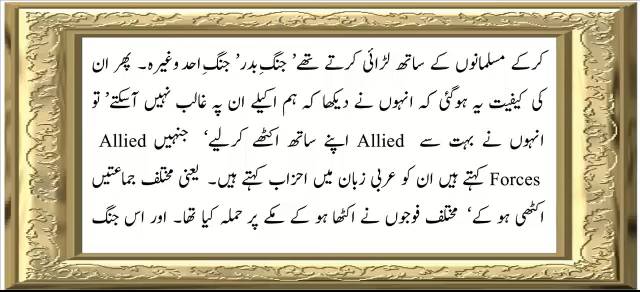 کرکے مسلمانوں کے ساتھ لڑائی کرتے تھے‘ جنگِ بدر‘ جنگِ احد وغیرہ۔ پھر ان
کی کیفیت یہ ہوگئی کہ انہوں نے دیکھا کہ ہم اکیلے ان پہ غالب نہیں آسکتے‘ تو
انہوں نے بہت سے Allied اپنے ساتھ اکٹھے کرلیے‘ جنہیں Allied
Forces کہتے ہیں ان کو عربی زبان میں احزاب کہتے ہیں۔ یعنی مختلف جماعتیں
اکٹھی ہو کے‘ مختلف فوجوں نے اکٹھا ہو کے مکے پر حملہ کیا تھا۔ اور اس جنگ